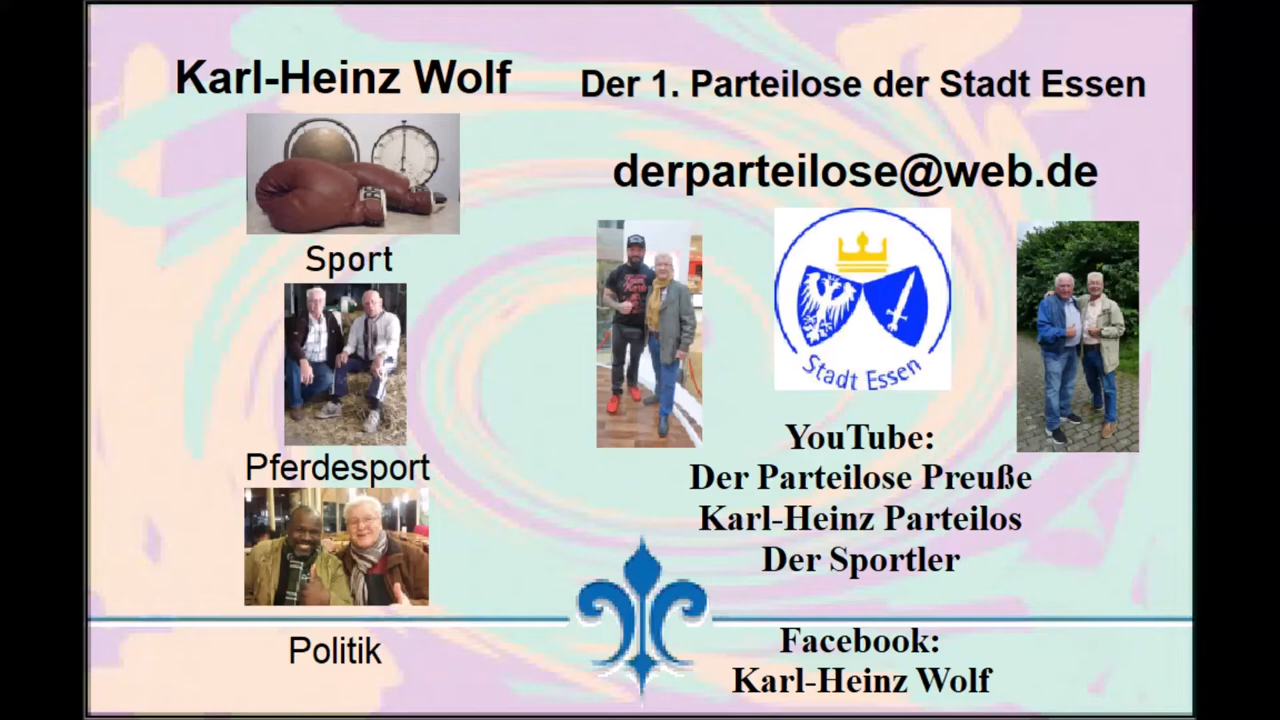 Karl-Heinz Wolf
Der 1. Parteilose der Stadt Essen
derparteilose@web.de
Sport
Pferdesport
Politik
Stadt Essen
YouTube:
Der Parteilose Preuße
Karl-Heinz Parteilos
Der Sportler
Facebook:
Karl-Heinz Wolf